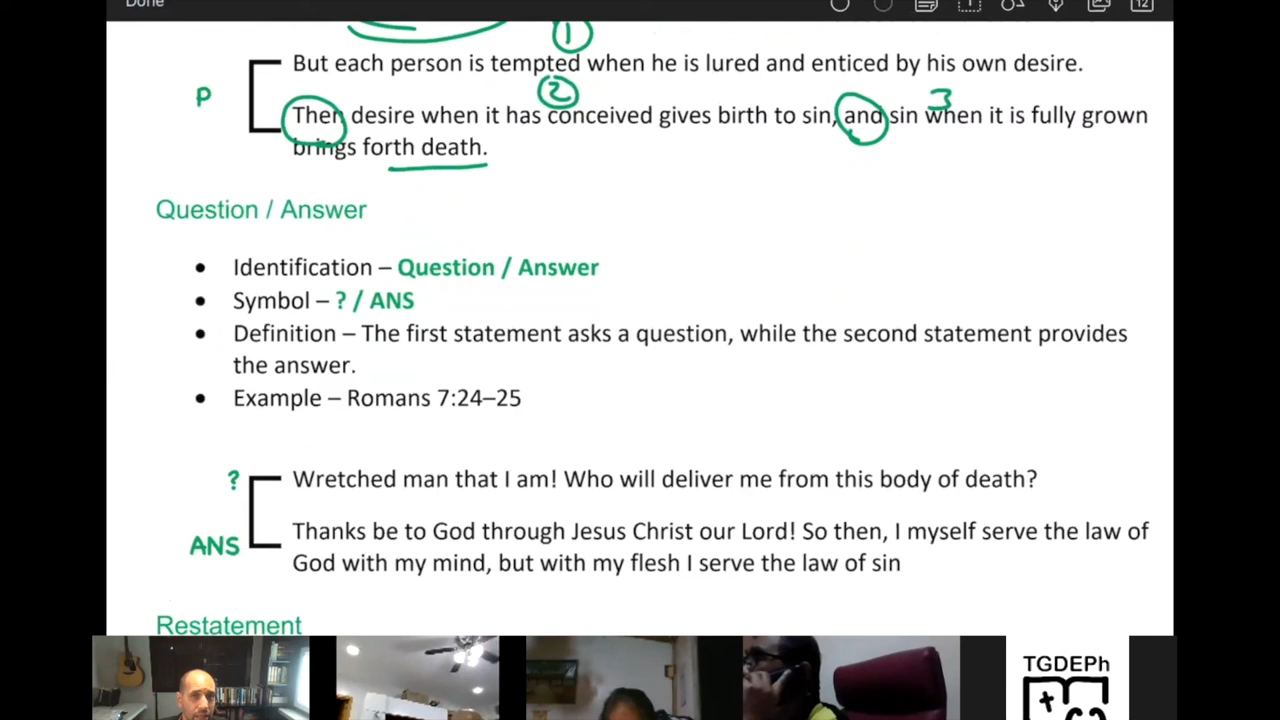 Done
12
1
But each person is tempted when he is lured and enticed by his own desire.
P
2
3
Then desire when it has conceived gives birth to sin, and sin when it is fully grown
brings forth death.
Question / Answer
• Identification – Question / Answer
• Symbol – ? / ANS
• Definition – The first statement asks a question, while the second statement provides
the answer.
• Example – Romans 7:24–25
? Wretched man that I am! Who will deliver me from this body of death?
Thanks be to God through Jesus Christ our Lord! So then, I myself serve the law of
ANS
God with my mind, but with my flesh I serve the law of sin
Restatement
TGDEPh